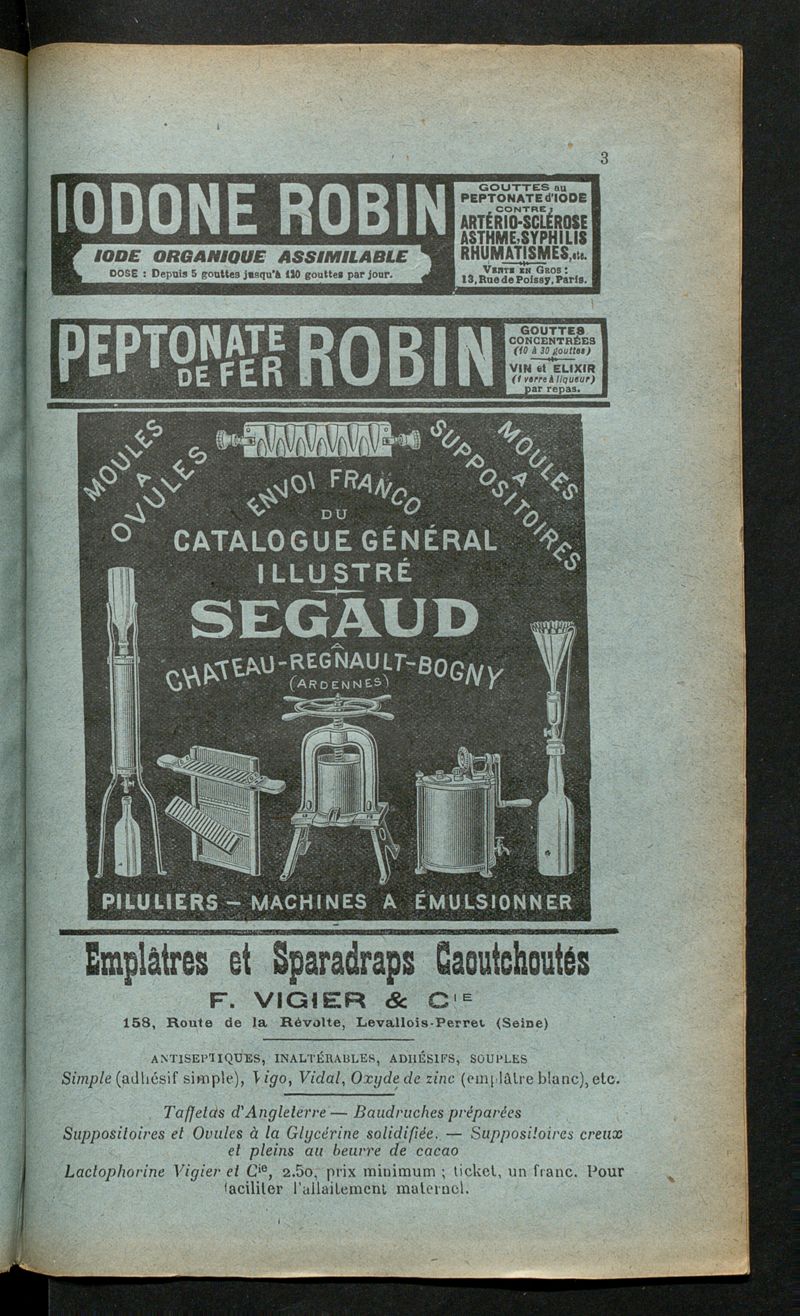 3
IODONE ROBIN
IODE ORGANIQUE ASSIMILABLE
DOSE : Depuis 5 gouttes jusqu'à 120 gouttes par jour.
GOUTTES au
PEPTONATE d'IODE
CONTRE :
ARTÉRIO-SCLÉROSE
ASTHME, SYPHILIS
RHUMATISMES, etc.
VENTE EN GROS :
13, Rue de Poissy, Paris.
PEPTONATE DE FER ROBIN
GOUTTES
CONCENTRÉES
(10 à 30 gouttes)
VIN et ELIXIR
(1 verre à liqueur)
par repas.
MOULES
A
OVULES
MOULES
A
SUPPOSITOIRES
ENVOI FRANCO
DU
CATALOGUE GÉNÉRAL
ILLUSTRÉ
SEGAUD
À
CHATEAU-REGNAULT-BOGNY
(ARDENNES)
PILULIERS — MACHINES A ÉMULSIONNER
Emplâtres et Sparadraps Caoutchoutés
F. VIGIER & CIE
158, Route de la Révolte, Levallois-Perret (Seine)
ANTISEPTIQUES, INALTÉRABLES, ADHÉSIFS, SOUPLES
Simple (adhésif simple), Vigo, Vidal, Oxyde de zinc (emplâtre blanc), etc.
Taffetas d'Angleterre — Baudruches préparées
Suppositoires et Ovules à la Glycérine solidifiée. — Suppositoires creux
et pleins au beurre de cacao
Lactophorine Vigier et Cie, 2.50, prix minimum ; ticket, un franc. Pour
faciliter l'allaitement maternel.